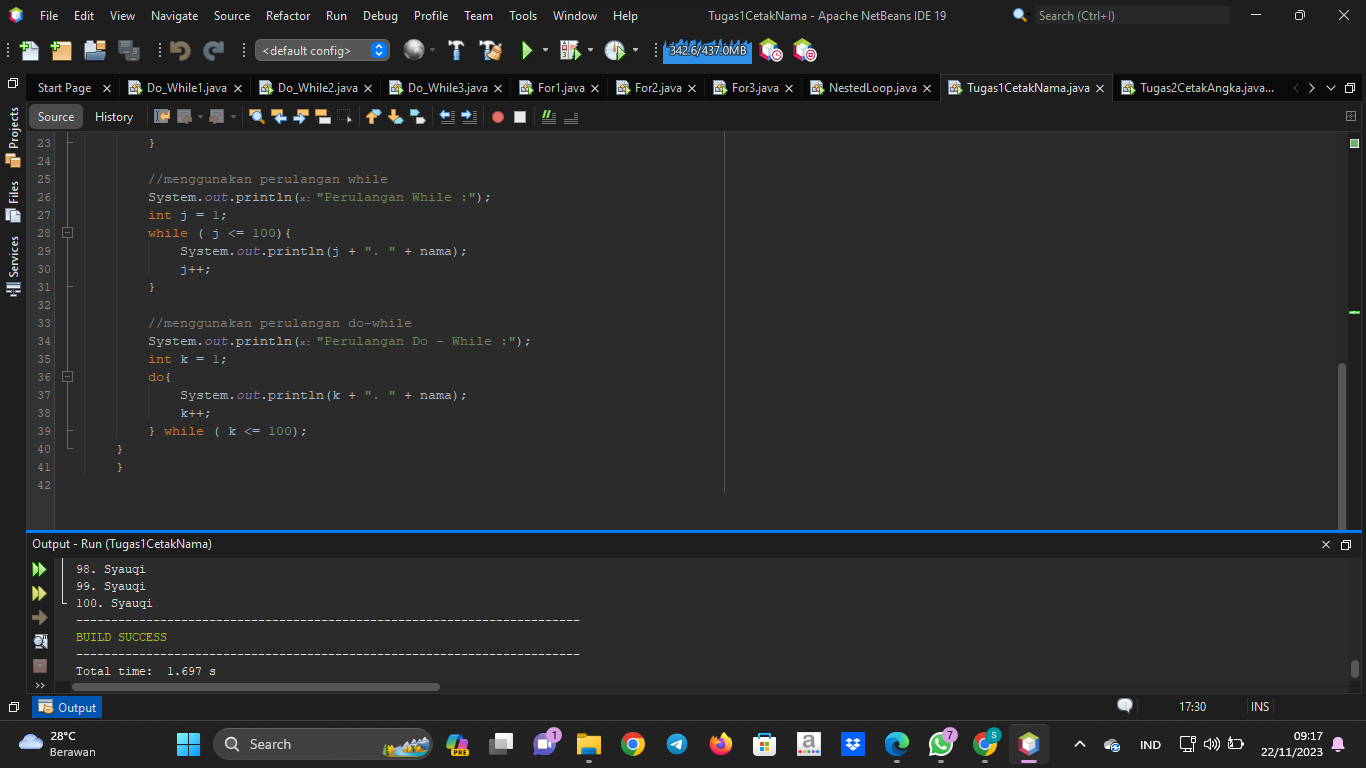 File Edit View Navigate Source Refactor Run Debug Profile Team Tools Window Help Tugas1CetakNama - Apache NetBeans IDE 19 Search (Ctrl+I)
<default config> 342.6/437.0MB
Start Page Do_While1.java Do_While2.java Do_While3.java For1.java For2.java For3.java NestedLoop.java Tugas1CetakNama.java Tugas2CetakAngka.java...
Source History
Projects
Files
Services
23 }
24
25 //menggunakan perulangan while
26 System.out.println(x: "Perulangan While :");
27 int j = 1;
28 while ( j <= 100){
29 System.out.println(j + ". " + nama);
30 j++;
31 }
32
33 //menggunakan perulangan do-while
34 System.out.println(x: "Perulangan Do - While :");
35 int k = 1;
36 do{
37 System.out.println(k + ". " + nama);
38 k++;
39 } while ( k <= 100);
40 }
41 }
42
Output - Run (Tugas1CetakNama)
98. Syauqi
99. Syauqi
100. Syauqi
------------------------------------------------------------------------
BUILD SUCCESS
------------------------------------------------------------------------
Total time:  1.697 s
Output 17:30 INS
28°C
Berawan
Search
PRE
1
a
7
S
IND
09:17
22/11/2023